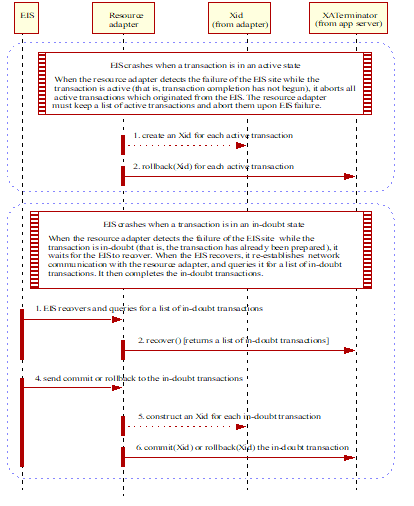 EIS
Resource
adapter
Xid
(from adapter)
XATerminator
(from app server)
EIS crashes when a transaction is in an active state
When the resource adapter detects the failure of the EIS site while the
transaction is active (that is, transaction completion has not begun), it aborts all
active transactions which originated from the EIS. The resource adapter
must keep a list of active transactions and abort them upon EIS failure.
1. create an Xid for each active transaction
2. rollback(Xid) for each active transaction
EIS crashes when a transaction is in an in-doubt state
When the resource adapter detects the failure of the EIS site while the
transaction is in-doubt (that is, the transaction has already been prepared), it
waits for the EIS to recover. When the EIS recovers, it re-establishes network
communication with the resource adapter, and queries it for a list of in-doubt
transactions. It then completes the in-doubt transactions.
1. EIS recovers and queries for a list of in-doubt transactions
2. recover() [returns a list of in-doubt transactions]
4. send commit or rollback to the in-doubt transactions
5. construct an Xid for each in-doubt transaction
6. commit(Xid) or rollback(Xid) the in-doubt transaction